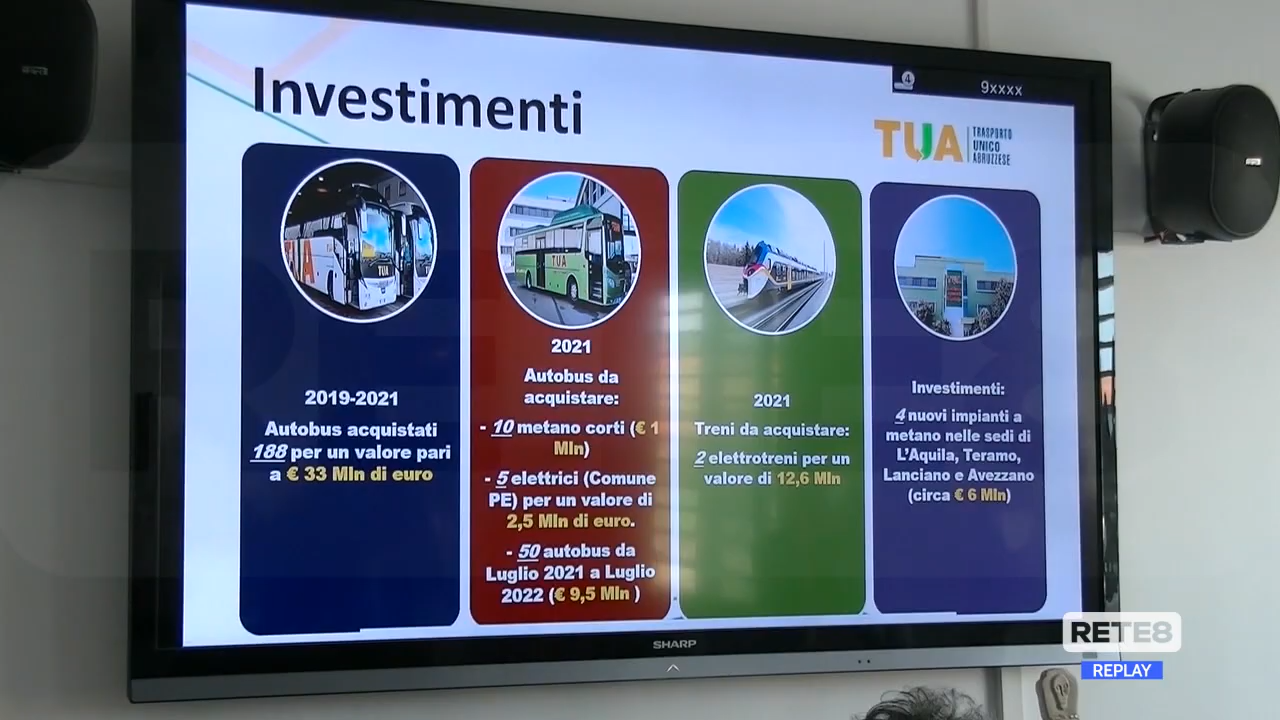 Investimenti
4
9xxxx
TUA
TRASPORTO
UNICO
ABRUZZESE
TUA
TUA
TUA
2019-2021
Autobus acquistati
188 per un valore pari
a € 33 Mln di euro
2021
Autobus da
acquistare:
- 10 metano corti (€ 1
Mln)
- 5 elettrici (Comune
PE) per un valore di
2,5 Mln di euro.
- 50 autobus da
Luglio 2021 a Luglio
2022 (€ 9,5 Mln )
2021
Treni da acquistare:
2 elettrotreni per un
valore di 12,6 Mln
Investimenti:
4 nuovi impianti a
metano nelle sedi di
L'Aquila, Teramo,
Lanciano e Avezzano
(circa € 6 Mln)
SHARP
RETE8
REPLAY